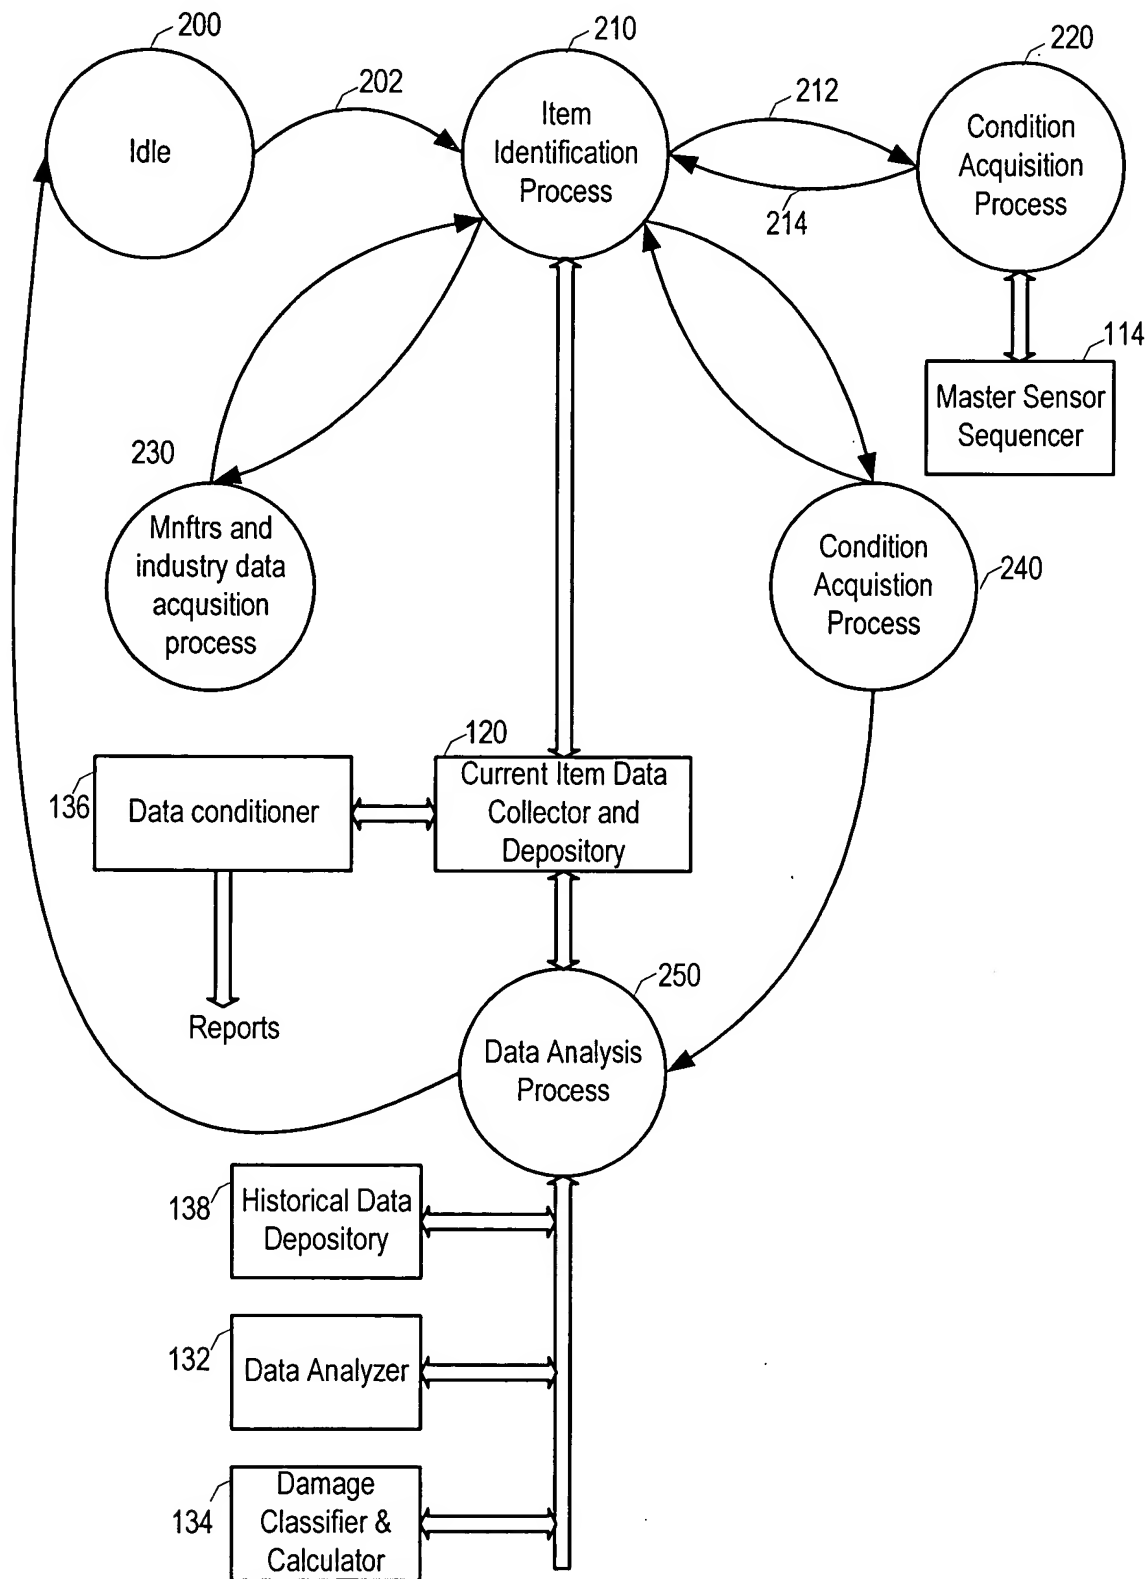 200
210
220
202
212
Idle
Item
Identification
Process
Condition
Acquisition
Process
214
114
Master Sensor
Sequencer
230
Mnftrs and
industry data
acqusition
process
Condition
Acquistion
Process
240
120
136
Data conditioner
Current Item Data
Collector and
Depository
250
Reports
Data Analysis
Process
138
Historical Data
Depository
132
Data Analyzer
134
Damage
Classifier &
Calculator